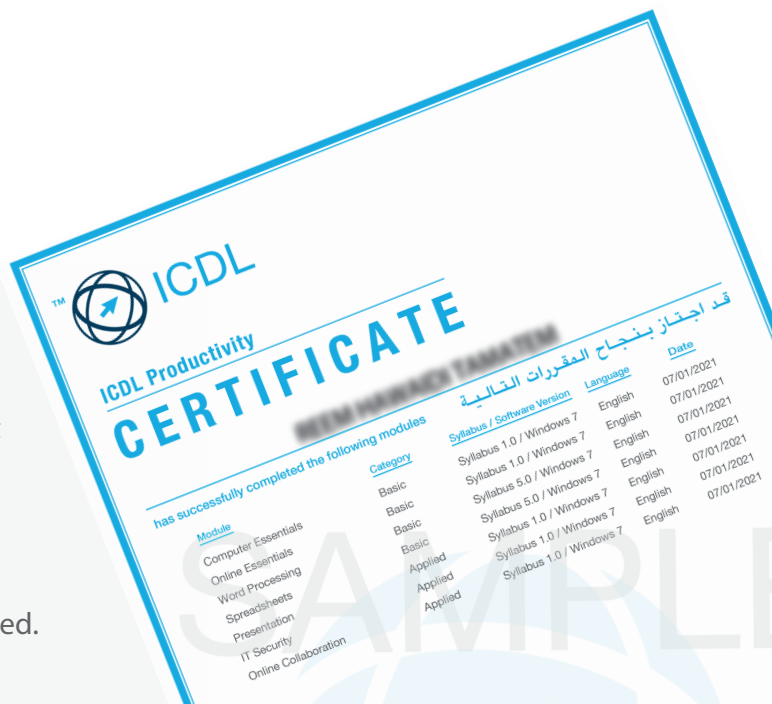 TM
ICDL
ICDL Productivity
CERTIFICATE
قد اجتاز بنجاح المقررات التالية
has successfully completed the following modules
Module Category Syllabus / Software Version Language Date
Computer Essentials Basic Syllabus 1.0 / Windows 7 English 07/01/2021
Online Essentials Basic Syllabus 1.0 / Windows 7 English 07/01/2021
Word Processing Basic Syllabus 5.0 / Windows 7 English 07/01/2021
Spreadsheets Basic Syllabus 5.0 / Windows 7 English 07/01/2021
Presentation Applied Syllabus 1.0 / Windows 7 English 07/01/2021
IT Security Applied Syllabus 1.0 / Windows 7 English 07/01/2021
Online Collaboration Applied Syllabus 1.0 / Windows 7 English 07/01/2021
SAMPLE
ed.